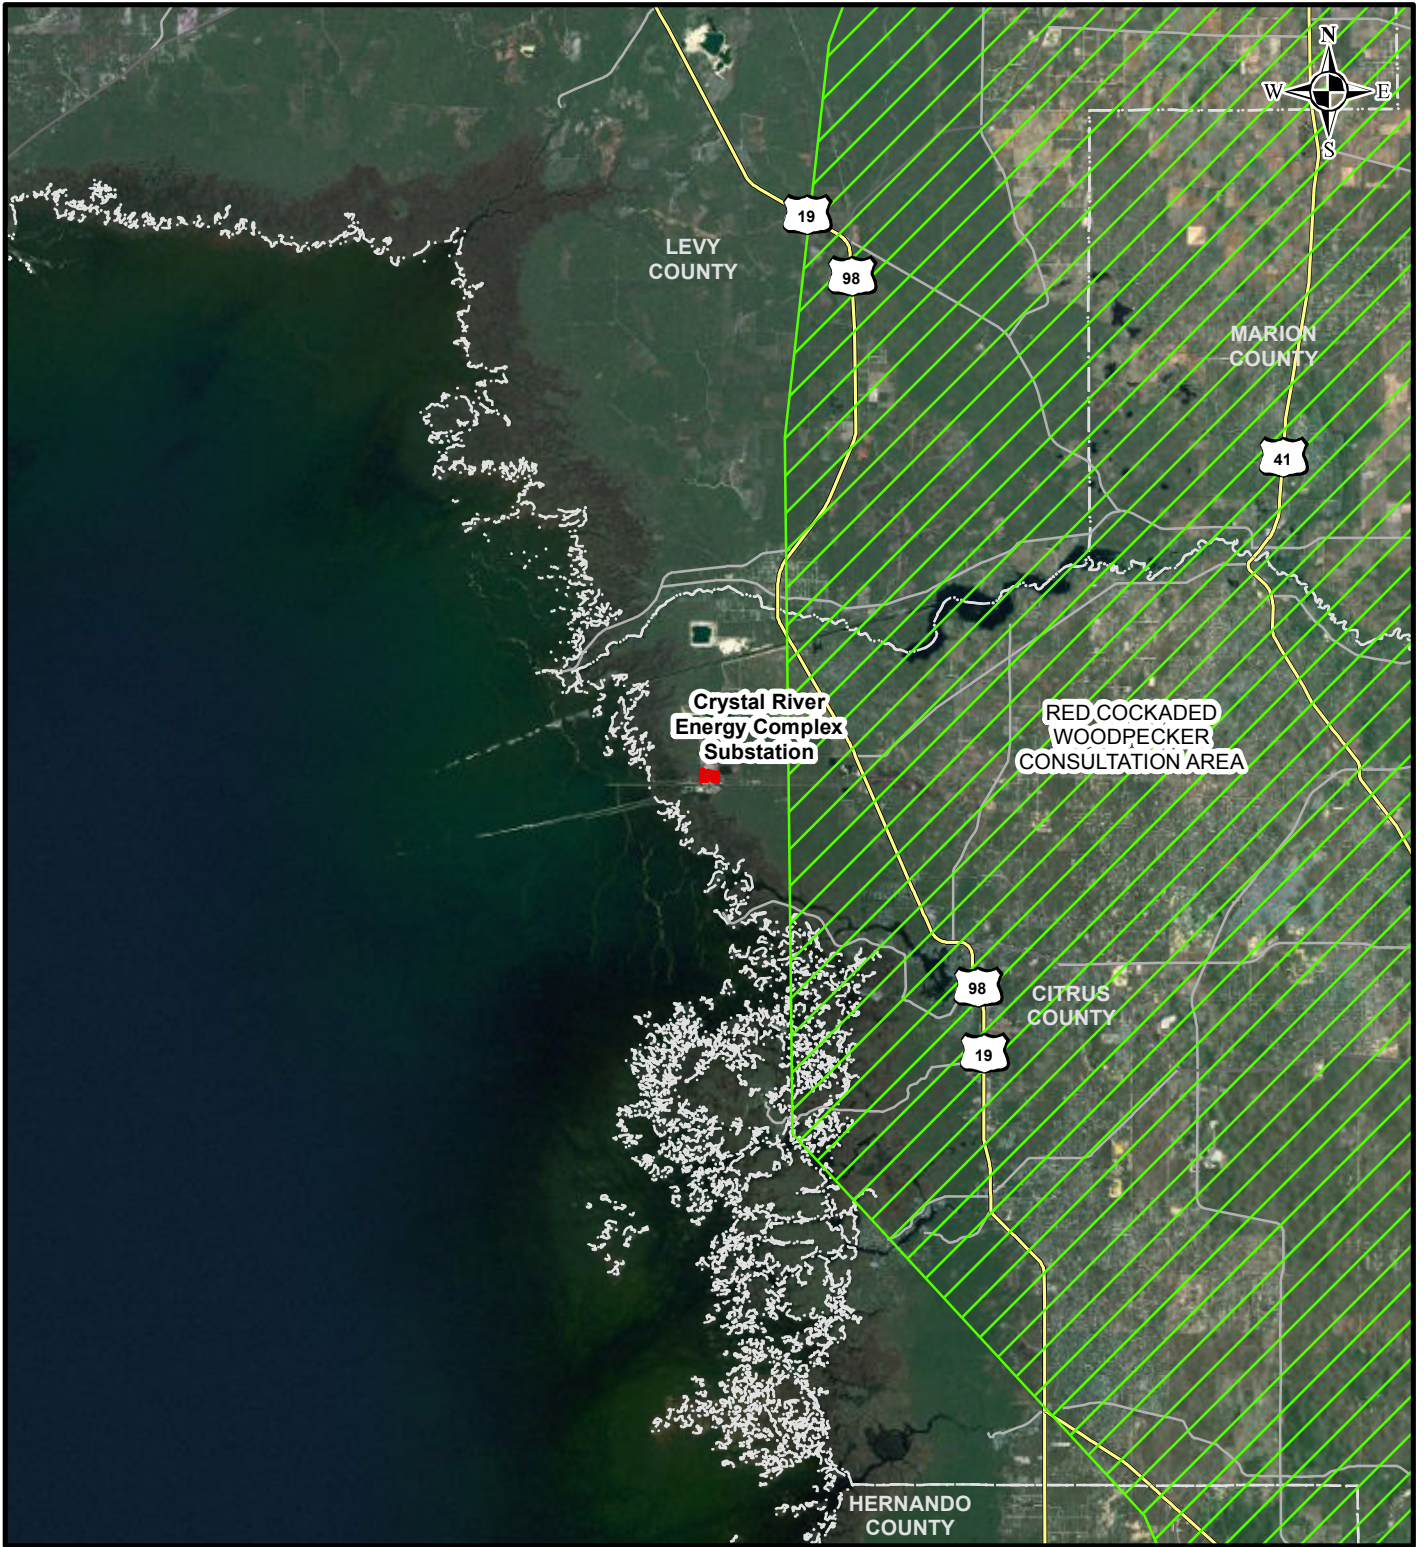 N
W
E
S
19
LEVY
COUNTY
98
MARION
COUNTY
41
Crystal River
Energy Complex
Substation
RED COCKADED
WOODPECKER
CONSULTATION AREA
98
CITRUS
COUNTY
19
HERNANDO
COUNTY